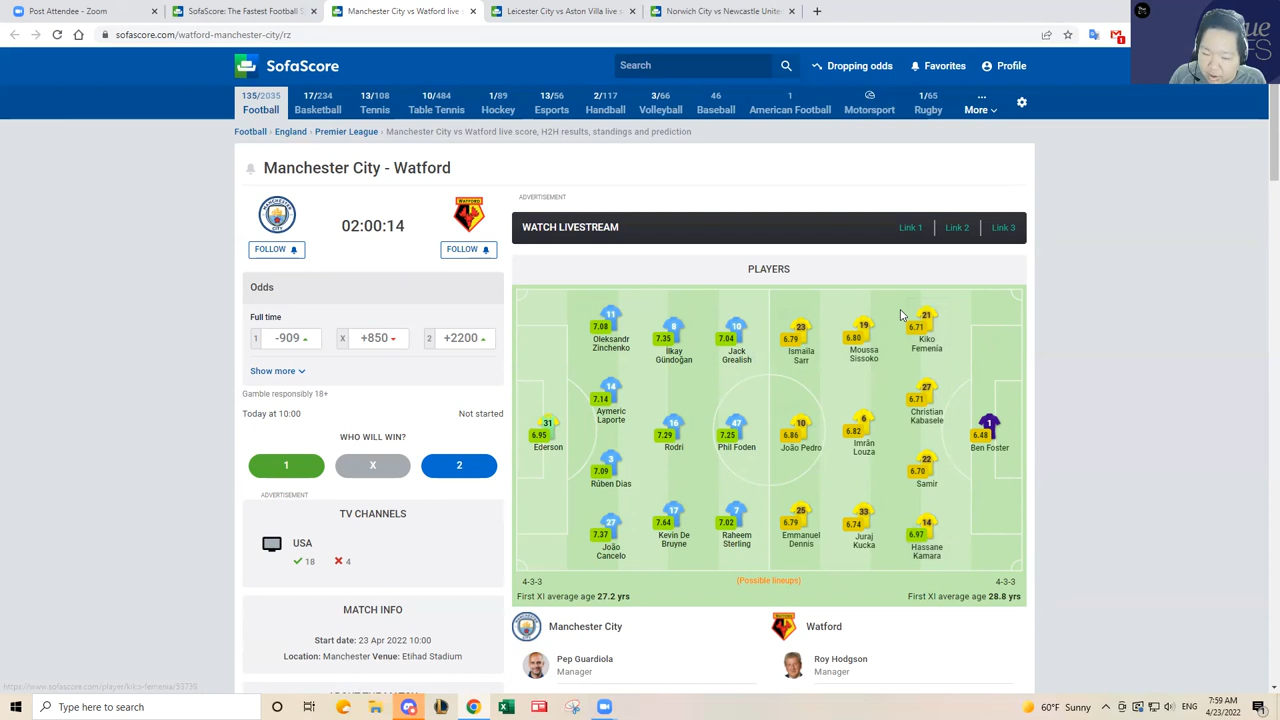 Post Attendee - Zoom
SofaScore: The Fastest Football S
Manchester City vs Watford live
Leicester City vs Aston Villa live s
Norwich City vs Newcastle Unite
sofascore.com/watford-manchester-city/rz
1
SofaScore
Search
Dropping odds
Favorites
Profile
135/2035
Football
17/234
Basketball
13/108
Tennis
10/484
Table Tennis
1/89
Hockey
13/56
Esports
2/117
Handball
3/66
Volleyball
46
Baseball
1
American Football
Motorsport
1/65
Rugby
...
More
Football
England
Premier League
Manchester City vs Watford live score, H2H results, standings and prediction
Manchester City - Watford
02:00:14
FOLLOW
FOLLOW
Odds
Full time
1 -909
X +850
2 +2200
Show more
Gamble responsibly 18+
Today at 10:00
Not started
WHO WILL WIN?
1
X
2
ADVERTISEMENT
TV CHANNELS
USA
18
4
MATCH INFO
Start date: 23 Apr 2022 10:00
Location: Manchester Venue: Etihad Stadium
ADVERTISEMENT
WATCH LIVESTREAM
Link 1
Link 2
Link 3
PLAYERS
31
6.95
Ederson
11
7.08
Oleksandr
Zinchenko
14
7.14
Aymeric
Laporte
3
7.09
Rúben Dias
27
7.37
João
Cancelo
8
7.35
İlkay
Gündoğan
16
7.29
Rodri
17
7.64
Kevin De
Bruyne
10
7.04
Jack
Grealish
47
7.25
Phil Foden
7
7.02
Raheem
Sterling
23
6.79
Ismaïla
Sarr
10
6.86
João Pedro
25
6.79
Emmanuel
Dennis
19
6.80
Moussa
Sissoko
6
6.82
Imrân
Louza
33
6.74
Juraj
Kucka
21
6.71
Kiko
Femenía
27
6.71
Christian
Kabasele
22
6.70
Samir
14
6.97
Hassane
Kamara
1
6.48
Ben Foster
4-3-3
(Possible lineups)
4-3-3
First XI average age 27.2 yrs
First XI average age 28.8 yrs
Manchester City
Watford
Pep Guardiola
Manager
Roy Hodgson
Manager
https://www.sofascore.com/player/kiko-femenia/53738
Type here to search
60°F Sunny
7:59 AM
4/23/2022